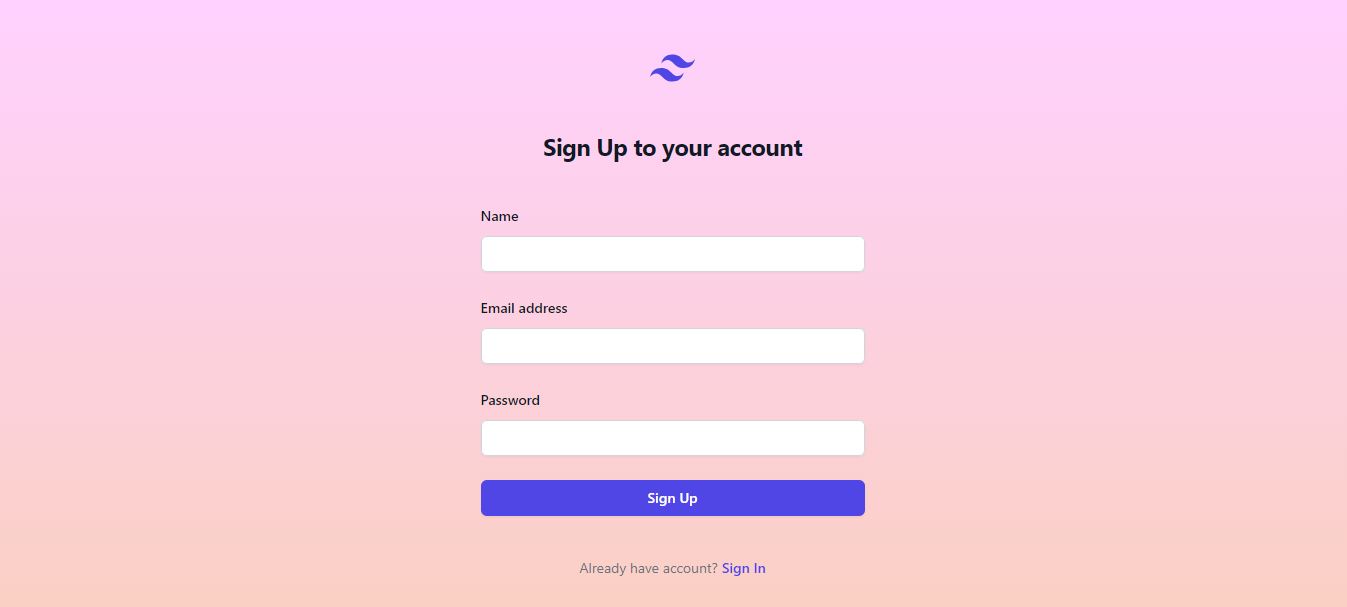 Sign Up to your account
Name
Email address
Password
Sign Up
Already have account? Sign In